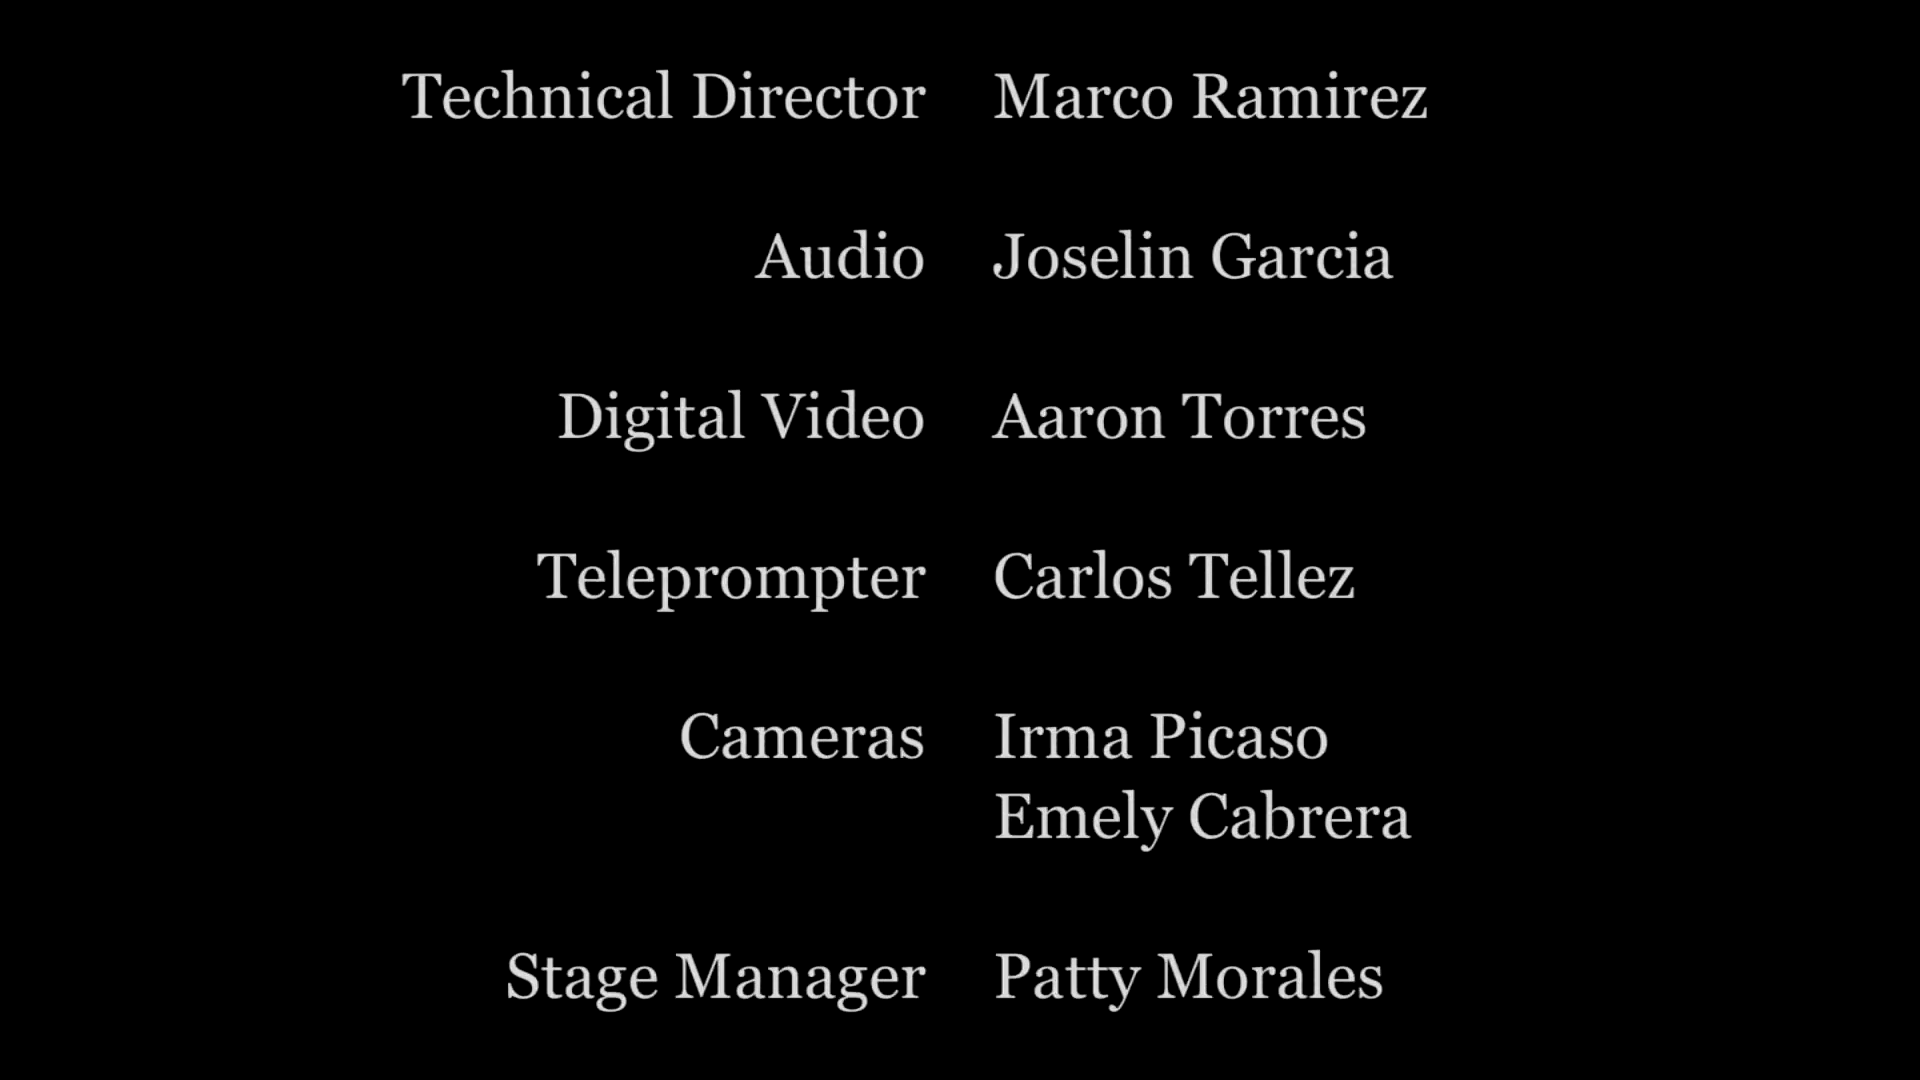 Technical Director Marco Ramirez
Audio Joselin Garcia
Digital Video Aaron Torres
Teleprompter Carlos Tellez
Cameras Irma Picaso
Emely Cabrera
Stage Manager Patty Morales